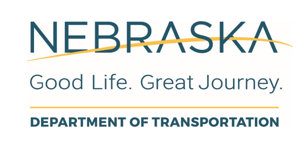 NEBRASKA
Good Life. Great Journey.
DEPARTMENT OF TRANSPORTATION